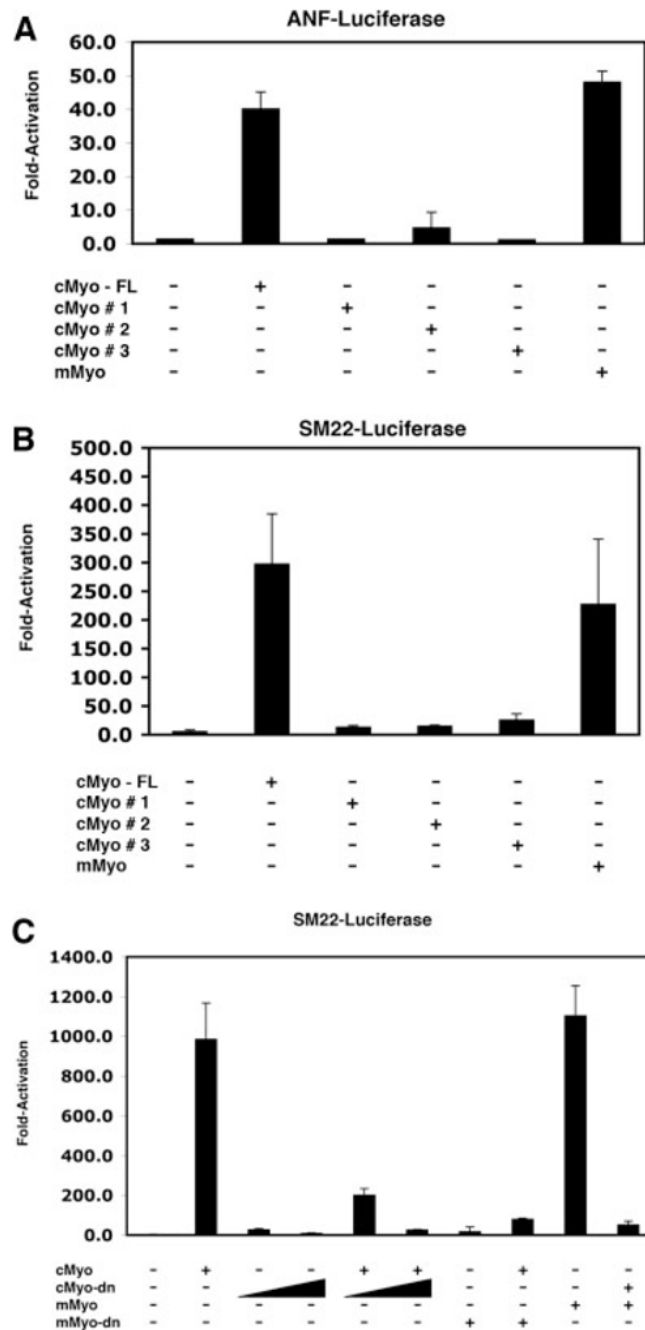 A
ANF-Luciferase
Fold-Activation
60.0
50.0
40.0
30.0
20.0
10.0
0.0
cMyo - FL - + - - - -
cMyo # 1 - - + - - -
cMyo # 2 - - - + - -
cMyo # 3 - - - - + -
mMyo - - - - - +
B
SM22-Luciferase
Fold-Activation
500.0
450.0
400.0
350.0
300.0
250.0
200.0
150.0
100.0
50.0
0.0
cMyo - FL - + - - - -
cMyo # 1 - - + - - -
cMyo # 2 - - - + - -
cMyo # 3 - - - - + -
mMyo - - - - - +
C
SM22-Luciferase
Fold-Activation
1400.0
1200.0
1000.0
800.0
600.0
400.0
200.0
0.0
cMyo - + - - + + - + - -
cMyo-dn - - - - - +
mMyo - - - - - - - - + +
mMyo-dn - - - - - - + + - -